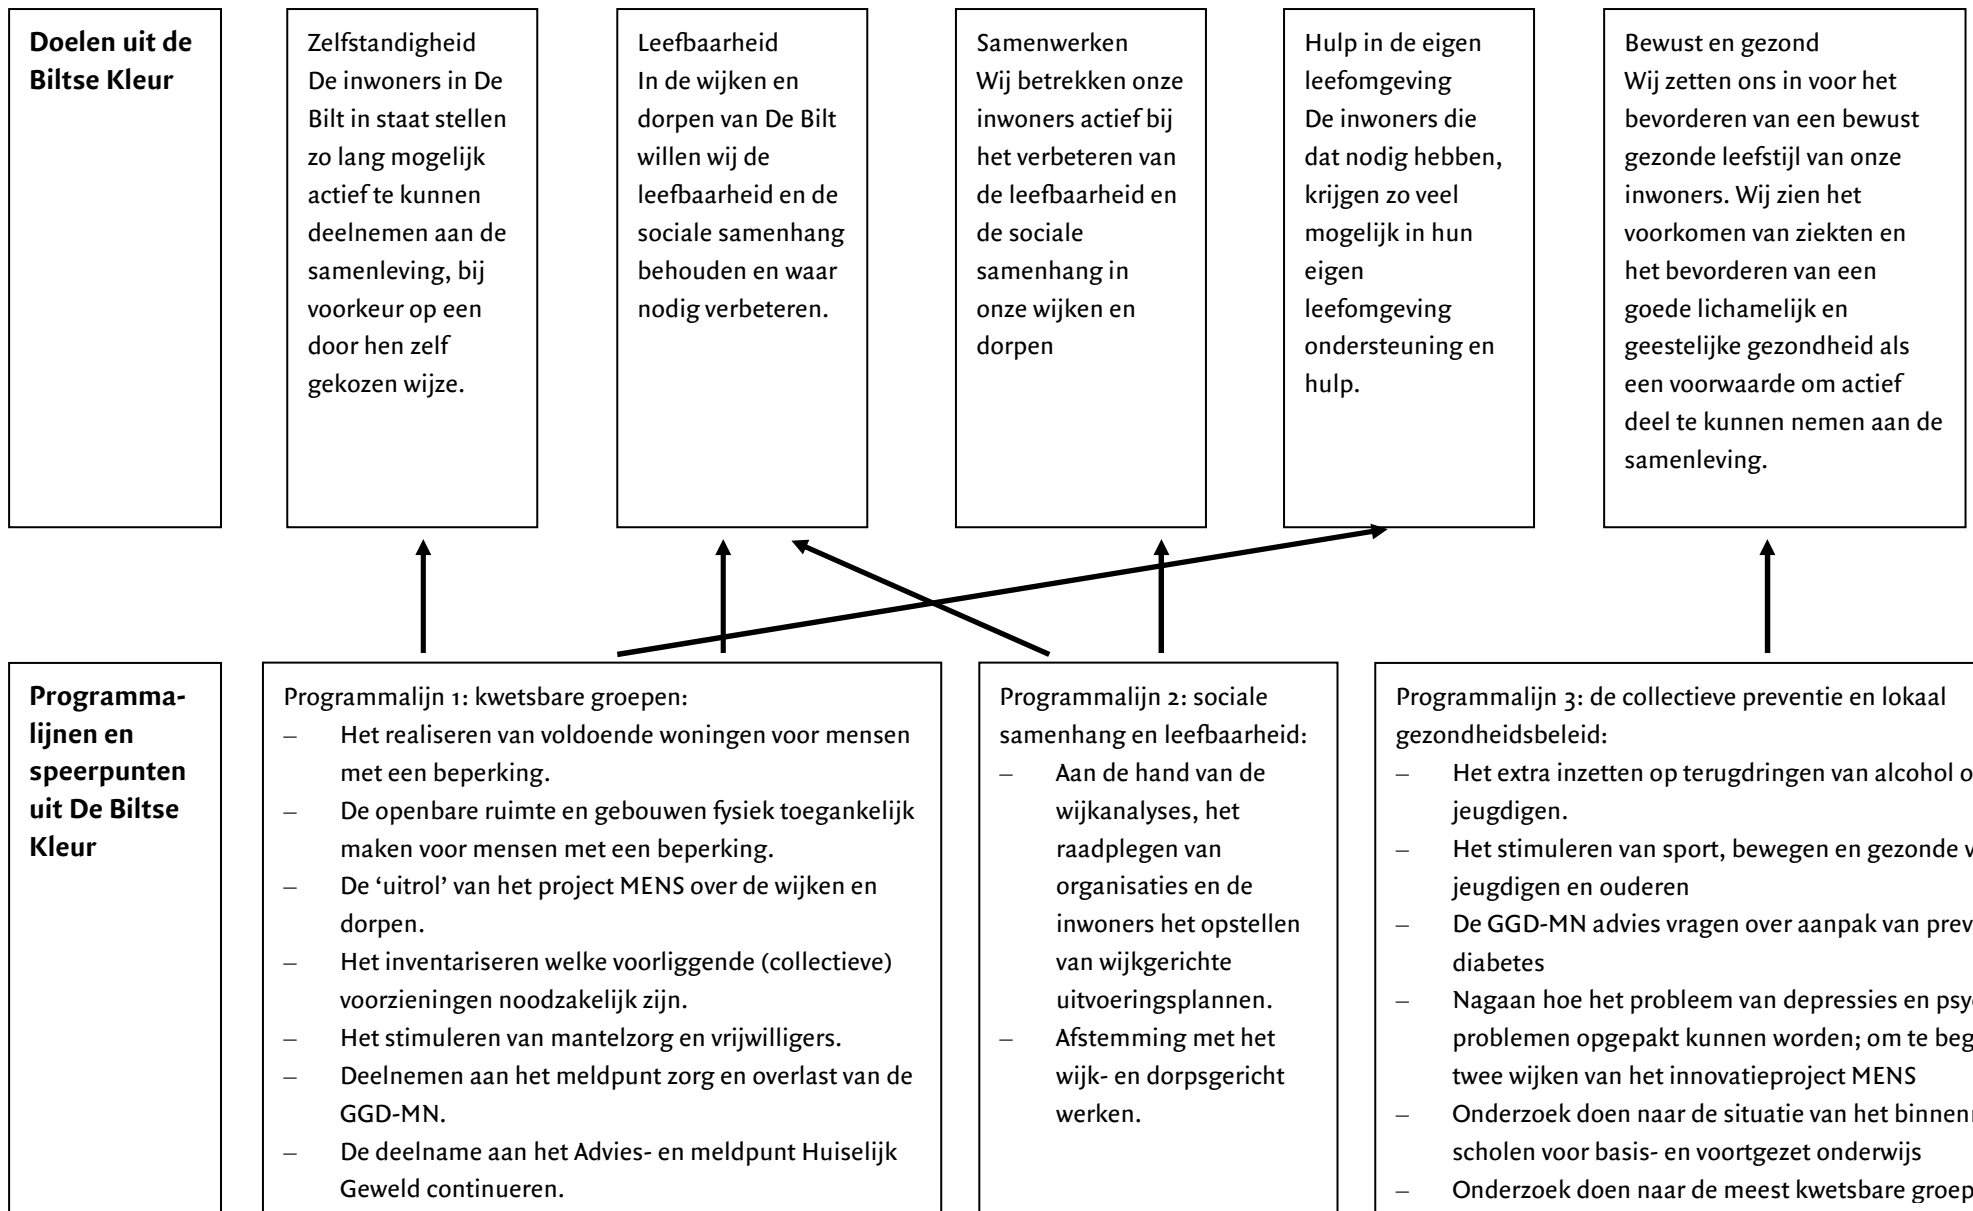 Doelen uit de
Biltse Kleur
Zelfstandigheid
De inwoners in De
Bilt in staat stellen
zo lang mogelijk
actief te kunnen
deelnemen aan de
samenleving, bij
voorkeur op een
door hen zelf
gekozen wijze.
Leefbaarheid
In de wijken en
dorpen van De Bilt
willen wij de
leefbaarheid en de
sociale samenhang
behouden en waar
nodig verbeteren.
Samenwerken
Wij betrekken onze
inwoners actief bij
het verbeteren van
de leefbaarheid en
de sociale
samenhang in
onze wijken en
dorpen
Hulp in de eigen
leefomgeving
De inwoners die
dat nodig hebben,
krijgen zo veel
mogelijk in hun
eigen
leefomgeving
ondersteuning en
hulp.
Bewust en gezond
Wij zetten ons in voor het
bevorderen van een bewust
gezonde leefstijl van onze
inwoners. Wij zien het
voorkomen van ziekten en
het bevorderen van een
goede lichamelijk en
geestelijke gezondheid als
een voorwaarde om actief
deel te kunnen nemen aan de
samenleving.
Programma-
lijnen en
speerpunten
uit De Biltse
Kleur
Programmalijn 1: kwetsbare groepen:
– Het realiseren van voldoende woningen voor mensen
met een beperking.
– De openbare ruimte en gebouwen fysiek toegankelijk
maken voor mensen met een beperking.
– De ‘uitrol’ van het project MENS over de wijken en
dorpen.
– Het inventariseren welke voorliggende (collectieve)
voorzieningen noodzakelijk zijn.
– Het stimuleren van mantelzorg en vrijwilligers.
– Deelnemen aan het meldpunt zorg en overlast van de
GGD-MN.
– De deelname aan het Advies- en meldpunt Huiselijk
Geweld continueren.
Programmalijn 2: sociale
samenhang en leefbaarheid:
– Aan de hand van de
wijkanalyses, het
raadplegen van
organisaties en de
inwoners het opstellen
van wijkgerichte
uitvoeringsplannen.
– Afstemming met het
wijk- en dorpsgericht
werken.
Programmalijn 3: de collectieve preventie en lokaal
gezondheidsbeleid:
– Het extra inzetten op terugdringen van alcohol o
jeugdigen.
– Het stimuleren van sport, bewegen en gezonde v
jeugdigen en ouderen
– De GGD-MN advies vragen over aanpak van prev
diabetes
– Nagaan hoe het probleem van depressies en psy
problemen opgepakt kunnen worden; om te beg
twee wijken van het innovatieproject MENS
– Onderzoek doen naar de situatie van het binnen
scholen voor basis- en voortgezet onderwijs
– Onderzoek doen naar de meest kwetsbare groep